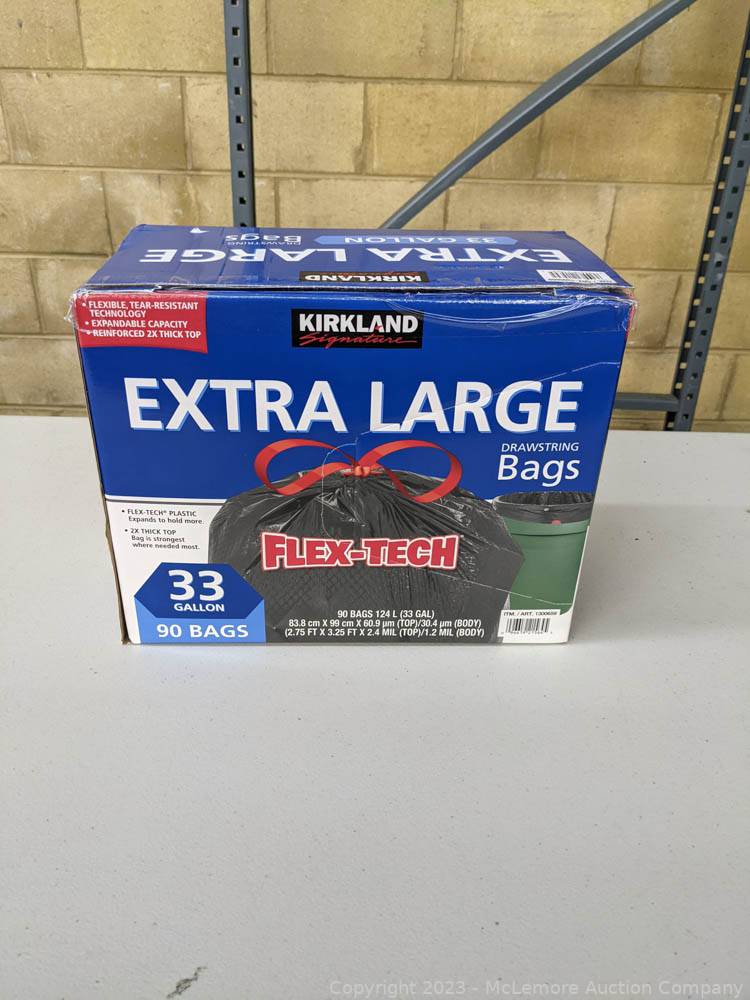 EXTRA LARGE
33 GALLON
DRAWSTRING
Bags
KIRKLAND
• FLEXIBLE, TEAR-RESISTANT
TECHNOLOGY
• EXPANDABLE CAPACITY
• REINFORCED 2X THICK TOP
KIRKLAND
Signature
EXTRA LARGE
DRAWSTRING
Bags
• FLEX-TECH® PLASTIC
Expands to hold more.
• 2X THICK TOP
Bag is strongest
where needed most.
FLEX-TECH
33
GALLON
90 BAGS
90 BAGS 124 L (33 GAL)
83.8 cm X 99 cm X 60.9 µm (TOP)/30.4 µm (BODY)
(2.75 FT X 3.25 FT X 2.4 MIL (TOP)/1.2 MIL (BODY)
ITM. / ART. 1300659
Copyright 2023 - McLemore Auction Company